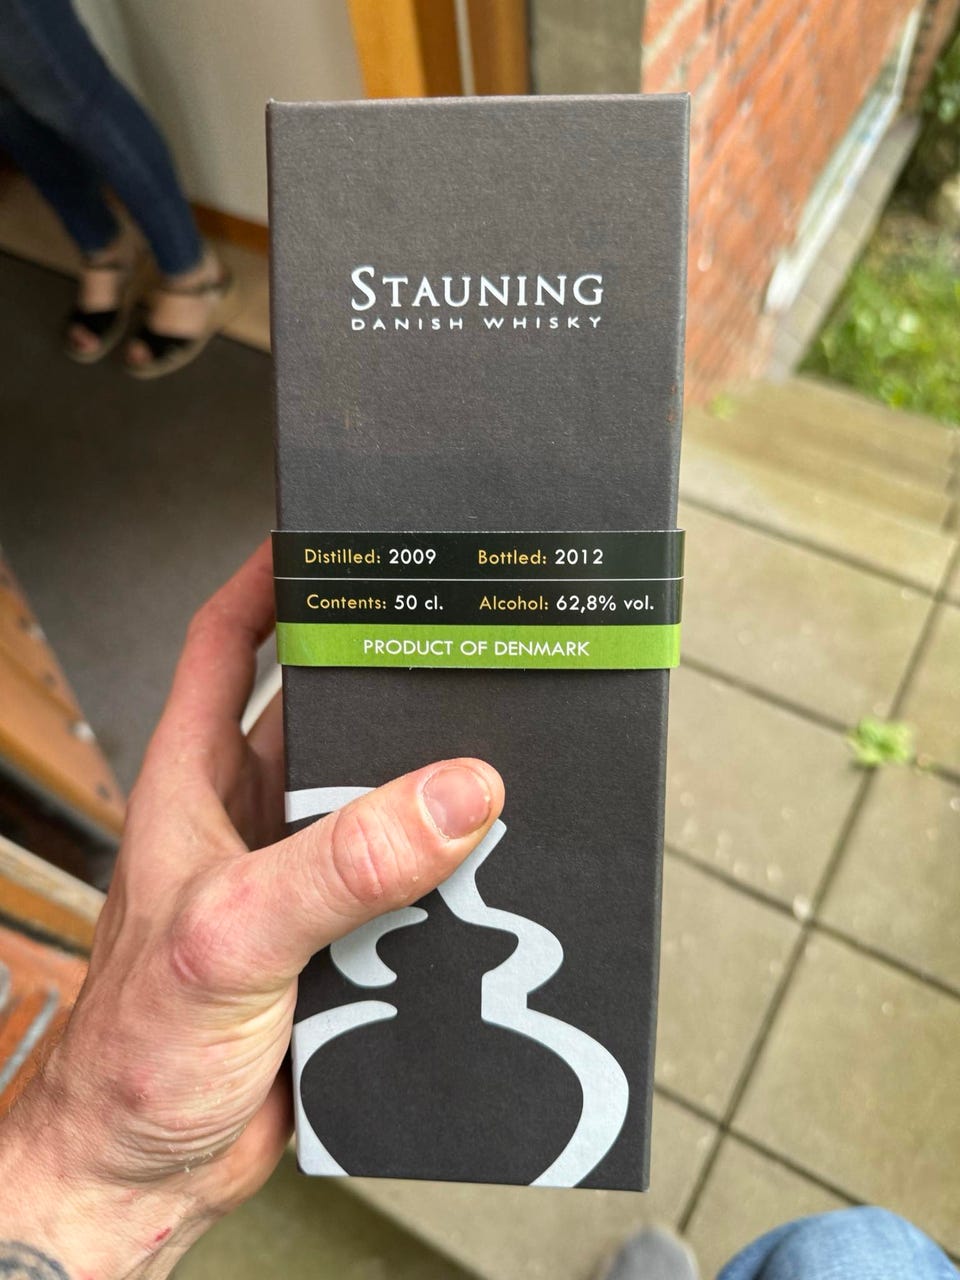 STAUNING
DANISH WHISKY
Distilled: 2009 Bottled: 2012
Contents: 50 cl. Alcohol: 62,8% vol.
PRODUCT OF DENMARK